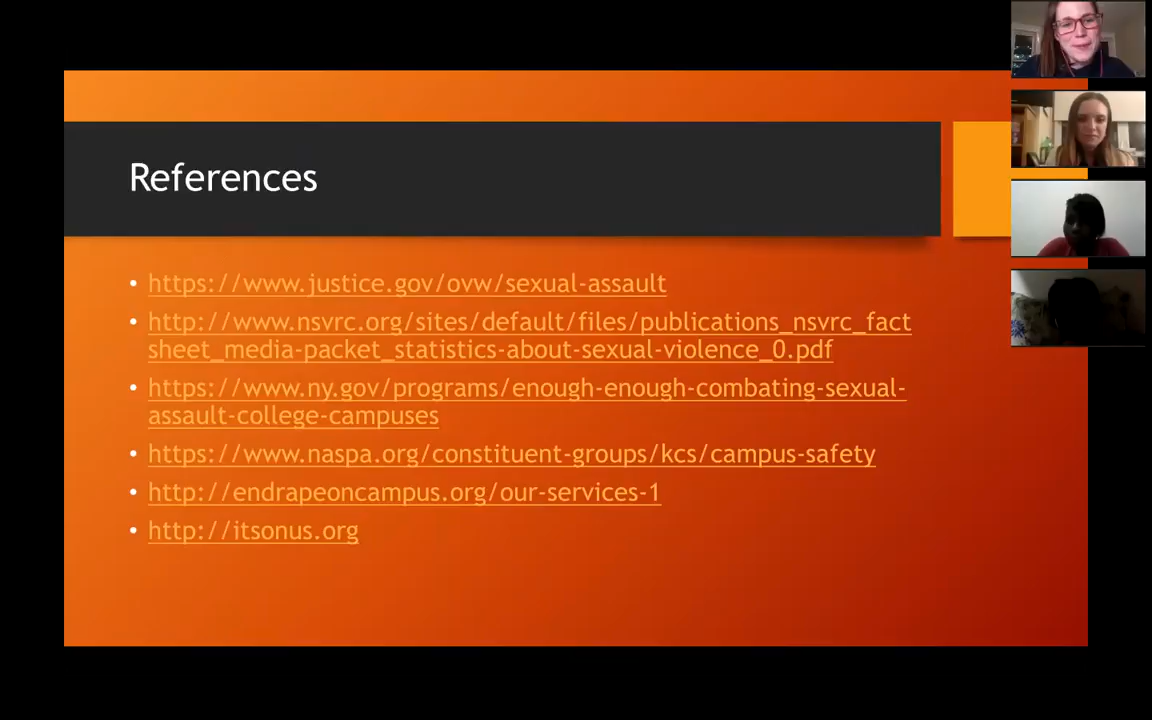 References
https://www.justice.gov/ovw/sexual-assault
http://www.nsvrc.org/sites/default/files/publications_nsvrc_fact
sheet_media-packet_statistics-about-sexual-violence_0.pdf
https://www.ny.gov/programs/enough-enough-combating-sexual-
assault-college-campuses
https://www.naspa.org/constituent-groups/kcs/campus-safety
http://endrapeoncampus.org/our-services-1
http://itsonus.org